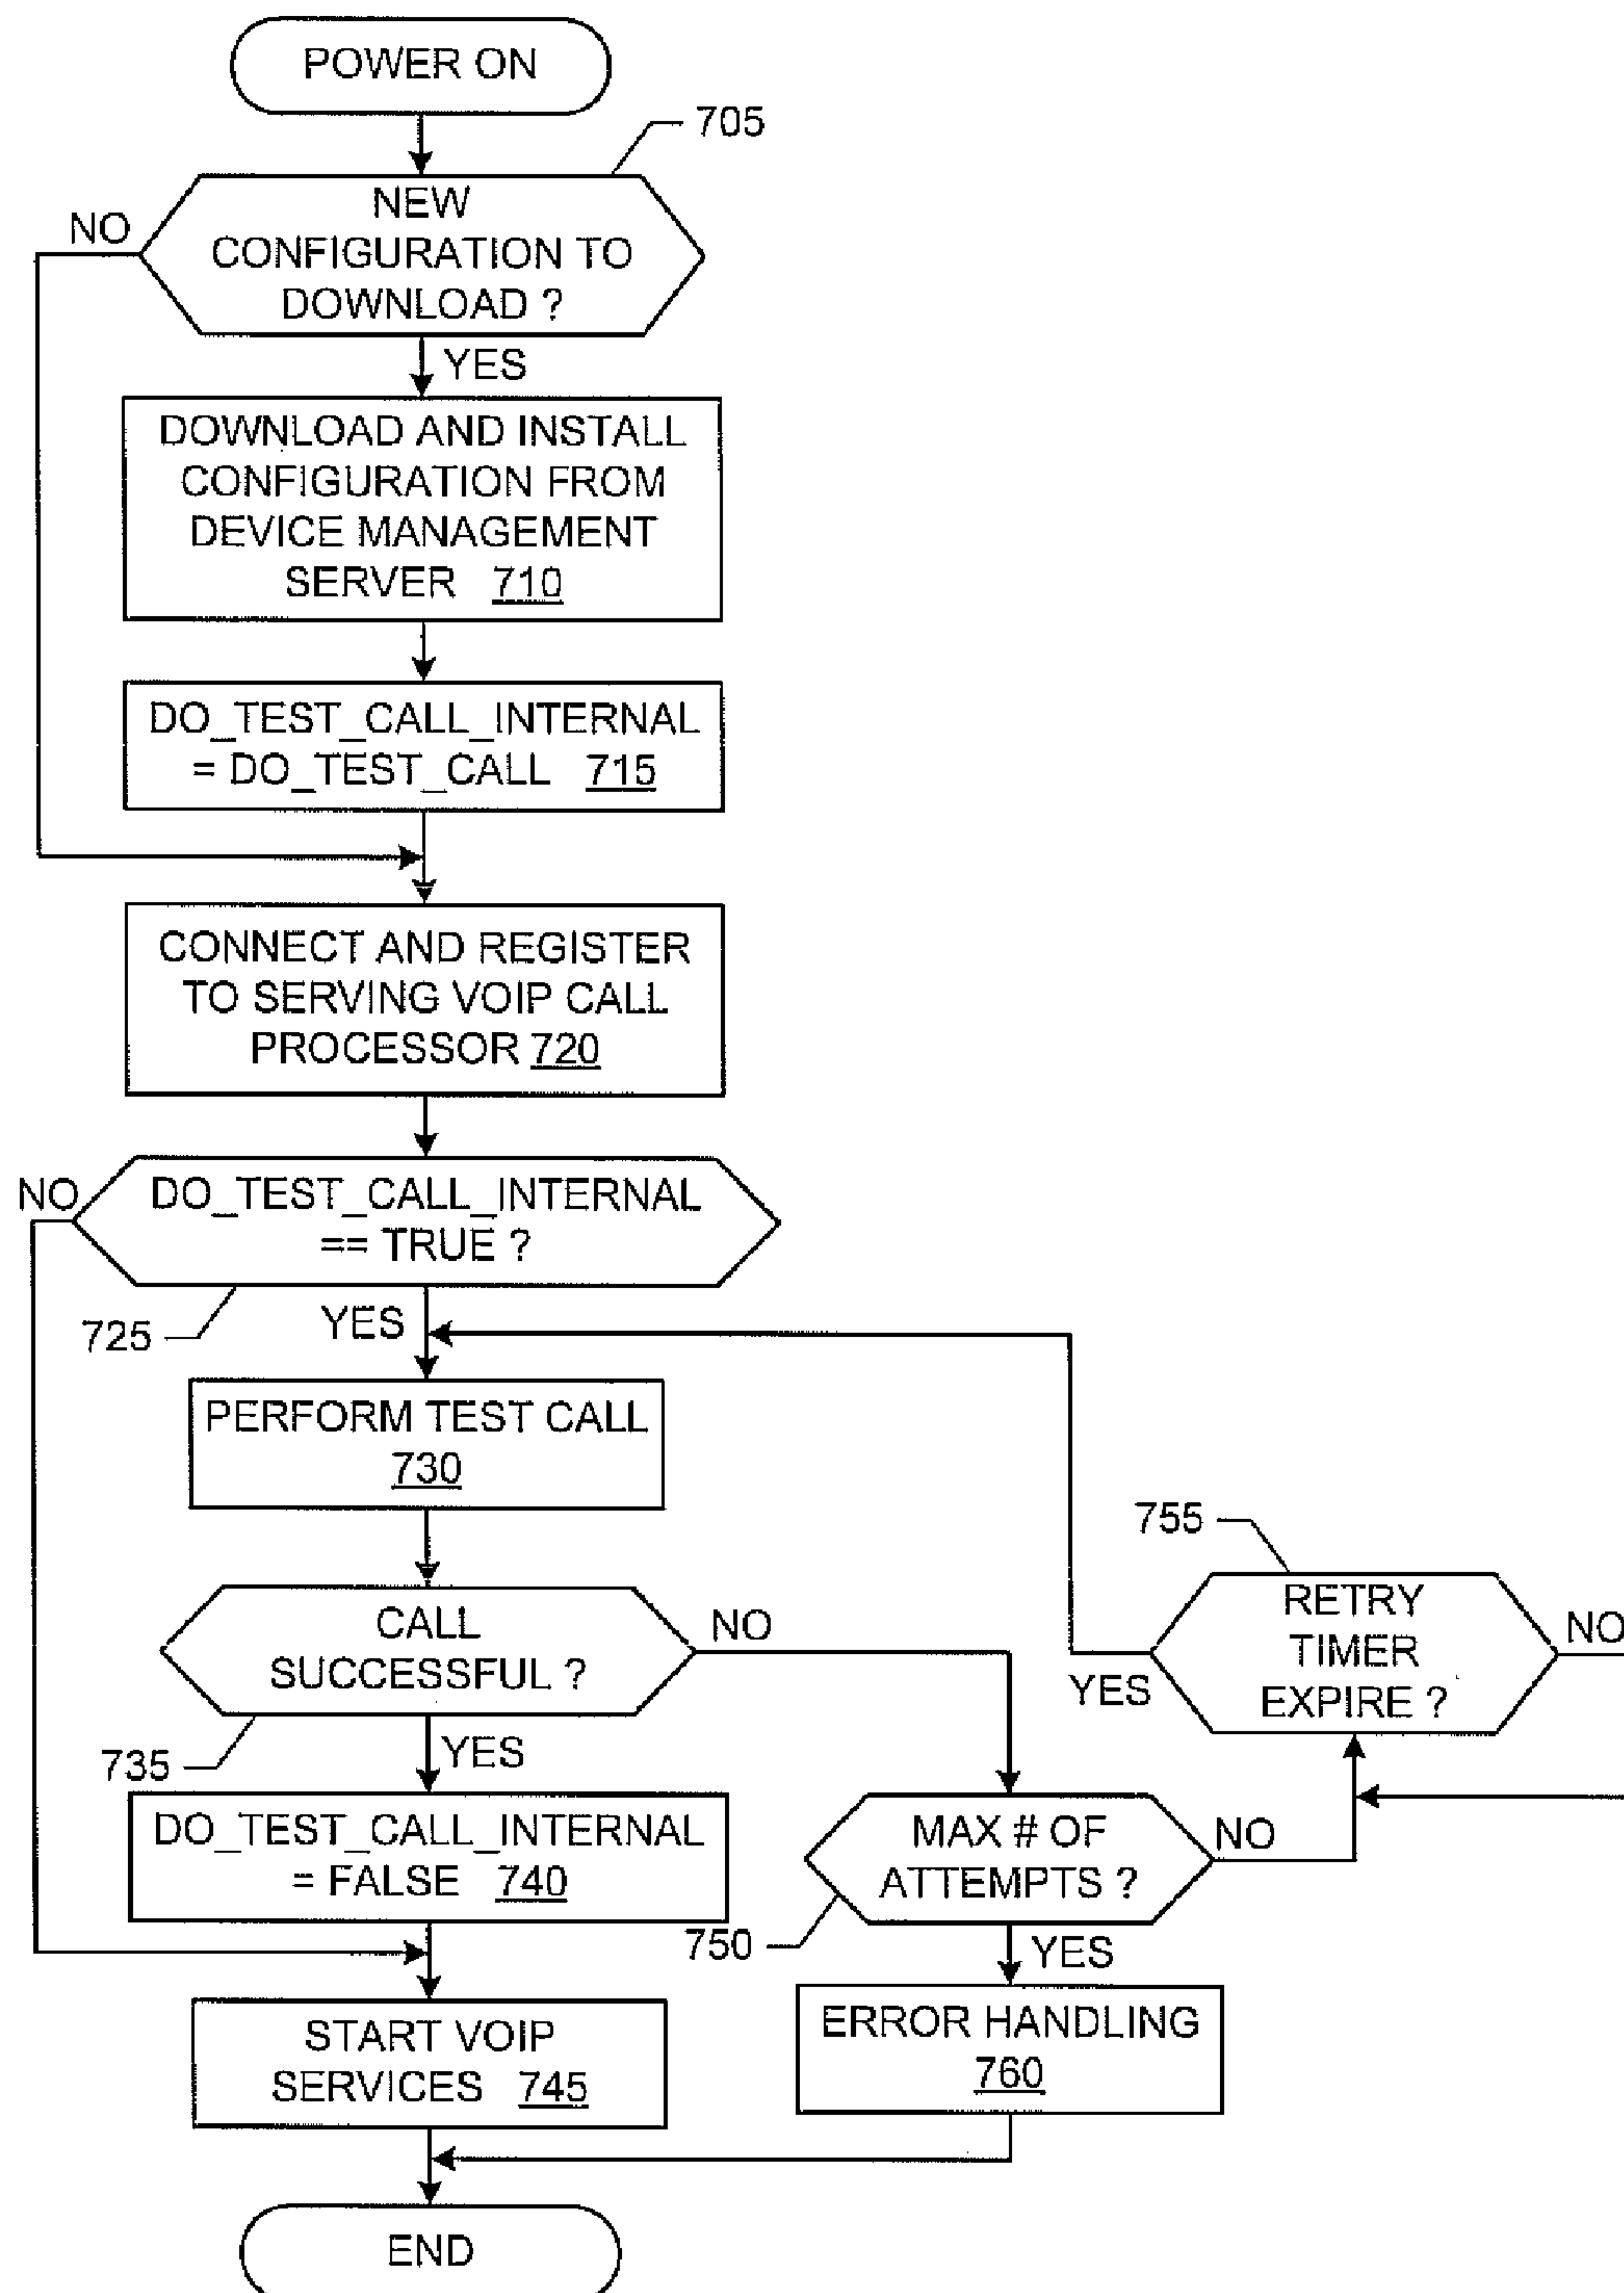 POWER ON
705
NEW
CONFIGURATION TO
DOWNLOAD ?
NO
YES
DOWNLOAD AND INSTALL
CONFIGURATION FROM
DEVICE MANAGEMENT
SERVER 710
DO_TEST_CALL_INTERNAL
= DO_TEST_CALL 715
CONNECT AND REGISTER
TO SERVING VOIP CALL
PROCESSOR 720
NO
DO_TEST_CALL_INTERNAL
== TRUE ?
725
YES
PERFORM TEST CALL
730
755
RETRY
TIMER
EXPIRE ?
NO
YES
CALL
SUCCESSFUL ?
NO
735
YES
DO_TEST_CALL_INTERNAL
= FALSE 740
MAX # OF
ATTEMPTS ?
NO
750
YES
START VOIP
SERVICES 745
ERROR HANDLING
760
END